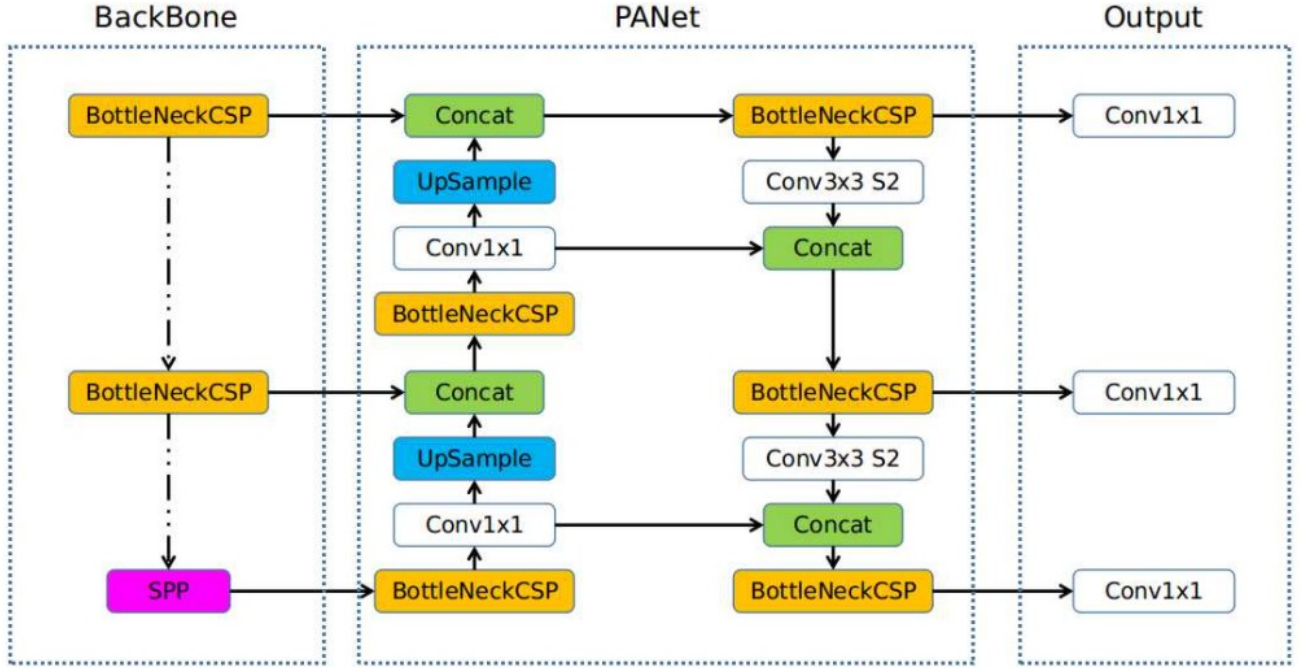 BackBone
PANet
Output
BottleNeckCSP
Concat
BottleNeckCSP
Conv1x1
UpSample
Conv3x3 S2
Conv1x1
Concat
BottleNeckCSP
BottleNeckCSP
Concat
BottleNeckCSP
Conv1x1
UpSample
Conv3x3 S2
Conv1x1
Concat
SPP
BottleNeckCSP
BottleNeckCSP
Conv1x1